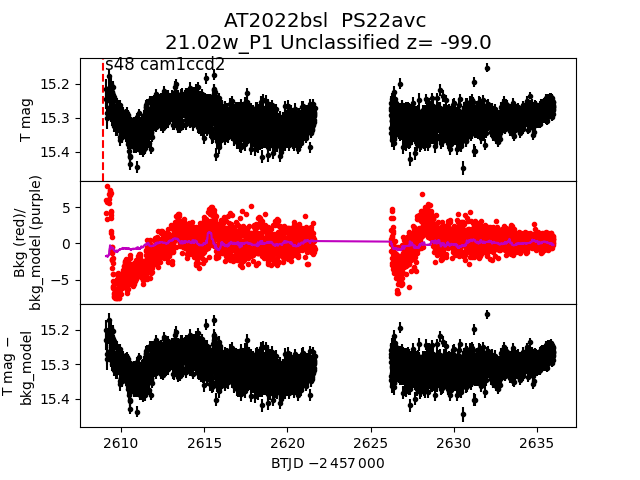 AT2022bsl  PS22avc
21.02w_P1 Unclassified z= -99.0
s48 cam1ccd2
15.2
15.3
15.4
T mag
5
0
−5
Bkg (red)/
bkg_model (purple)
15.2
15.3
15.4
T mag −
bkg_model
2610
2615
2620
2625
2630
2635
BTJD −2 457 000